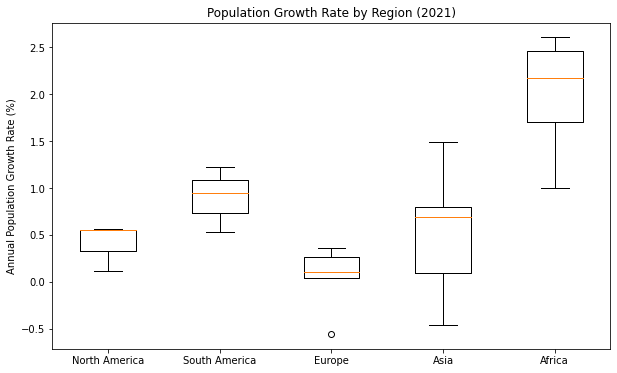 Population Growth Rate by Region (2021)
Annual Population Growth Rate (%)
2.5
2.0
1.5
1.0
0.5
0.0
−0.5
North America
South America
Europe
Asia
Africa